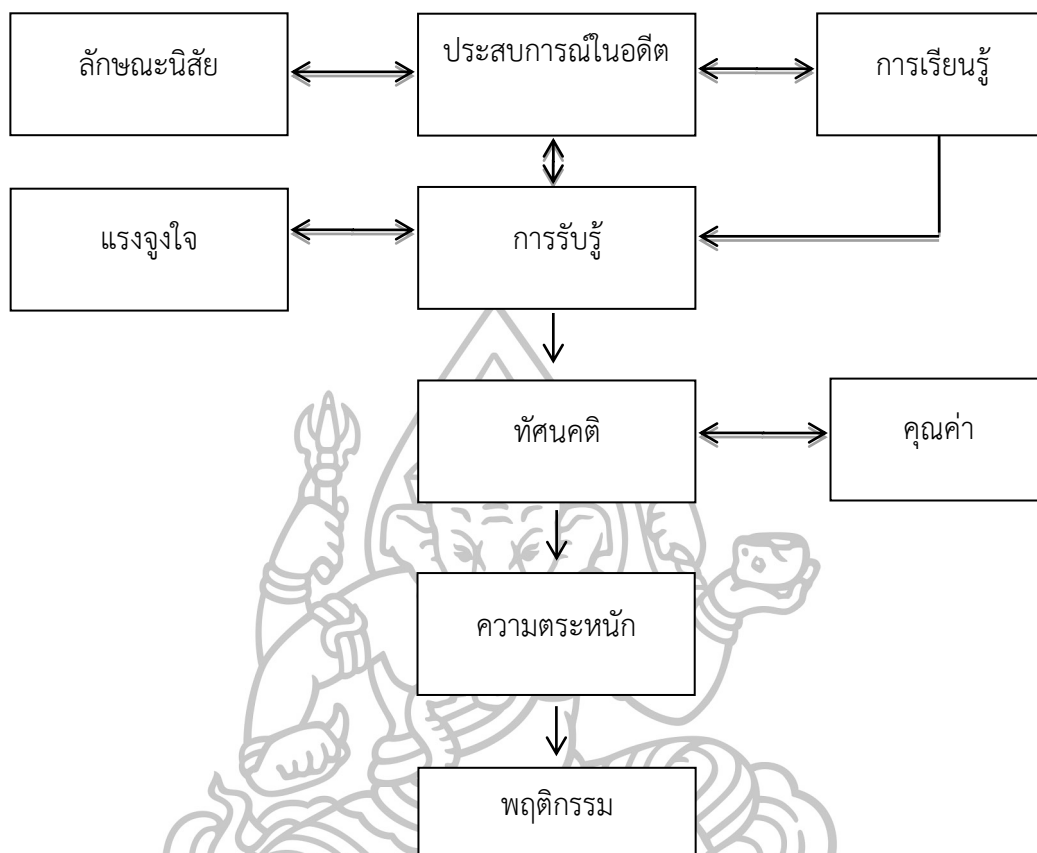 ลักษณะนิสัย
ประสบการณ์ในอดีต
การเรียนรู้
แรงจูงใจ
การรับรู้
ทัศนคติ
คุณค่า
ความตระหนัก
พฤติกรรม